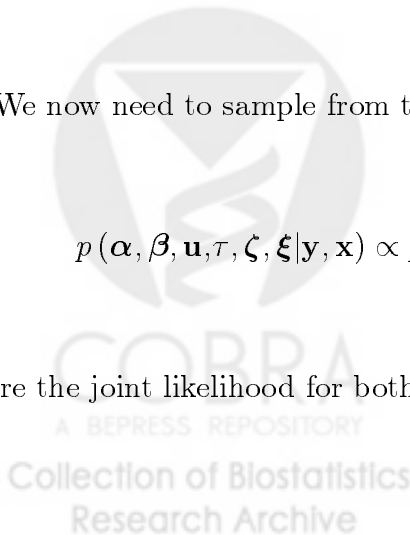 We now need to sample from t
p (α, β, u,τ, ζ, ξ|y, x) ∝
re the joint likelihood for both
COBRA
A BEPRESS REPOSITORY
Collection of Biostatistics
Research Archive